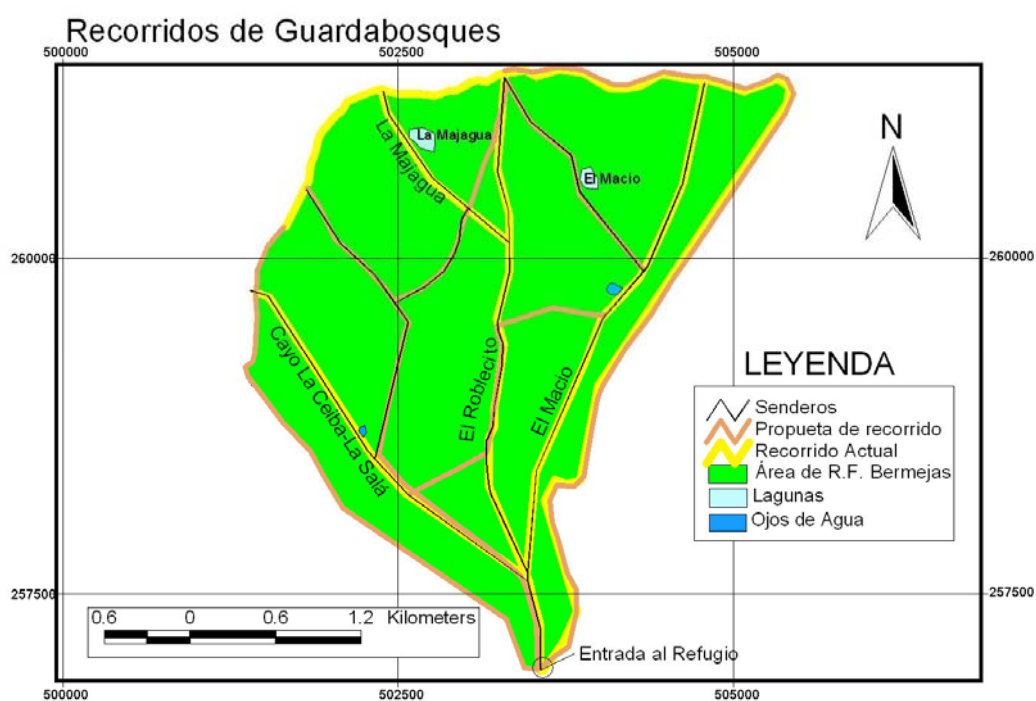 Recorridos de Guardabosques
500000 502500 505000
La Majagua
La Majagua
El Macio
N
260000 260000
Cayo La Ceiba-La Salá
El Roblecito
El Macio
LEYENDA
Senderos
Propueta de recorrido
Recorrido Actual
Área de R.F. Bermejas
Lagunas
Ojos de Agua
257500 257500
0.6 0 0.6 1.2 Kilometers
Entrada al Refugio
500000 502500 505000